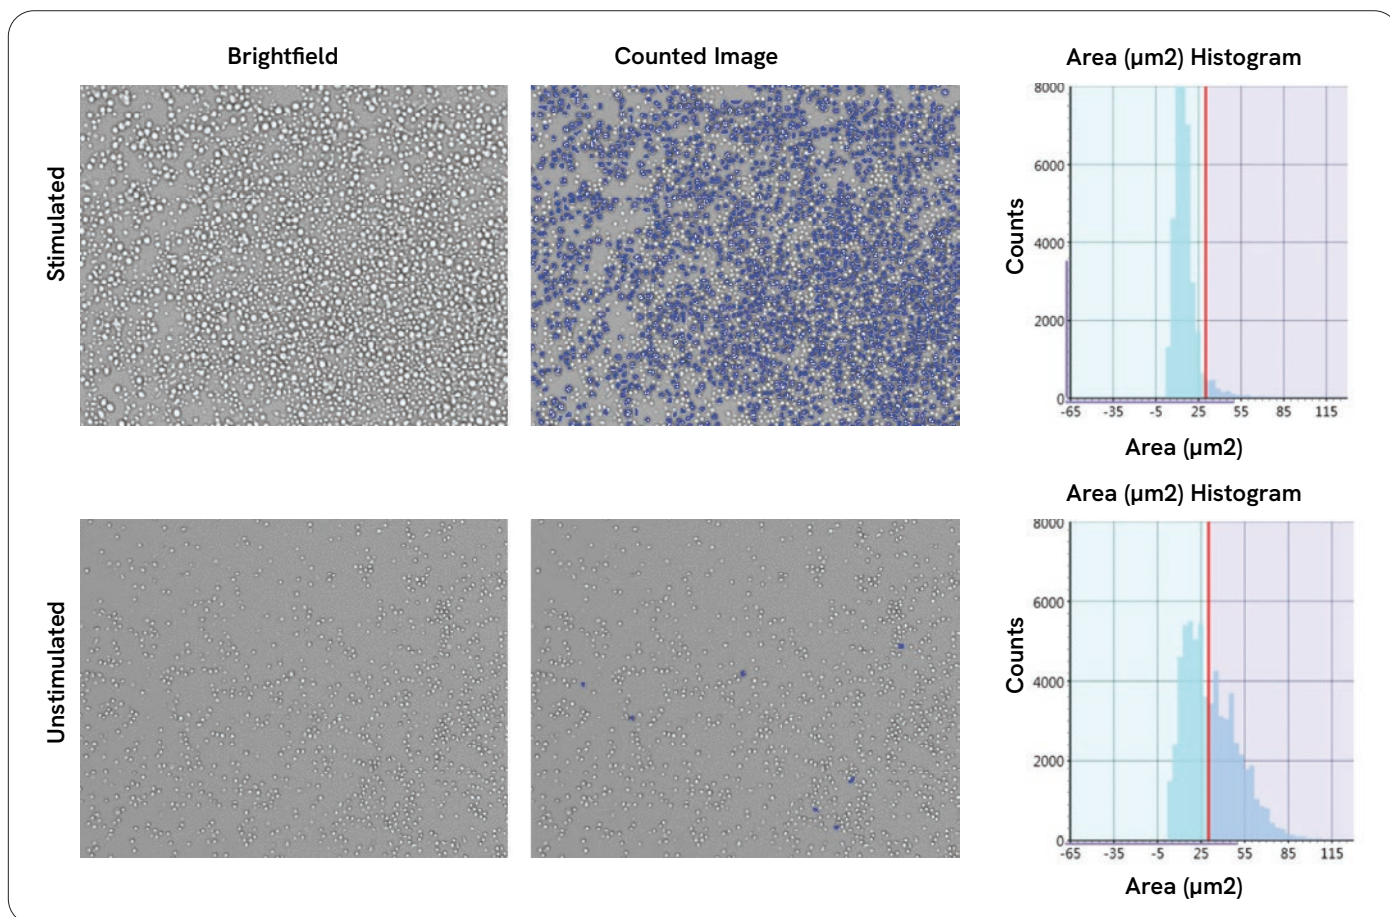 Brightfield
Counted Image
Area (µm2) Histogram
Stimulated
Counts
8000
6000
4000
2000
0
-65 -35 -5 25 55 85 115
Area (µm2)
Area (µm2) Histogram
Unstimulated
Counts
8000
6000
4000
2000
0
-65 -35 -5 25 55 85 115
Area (µm2)